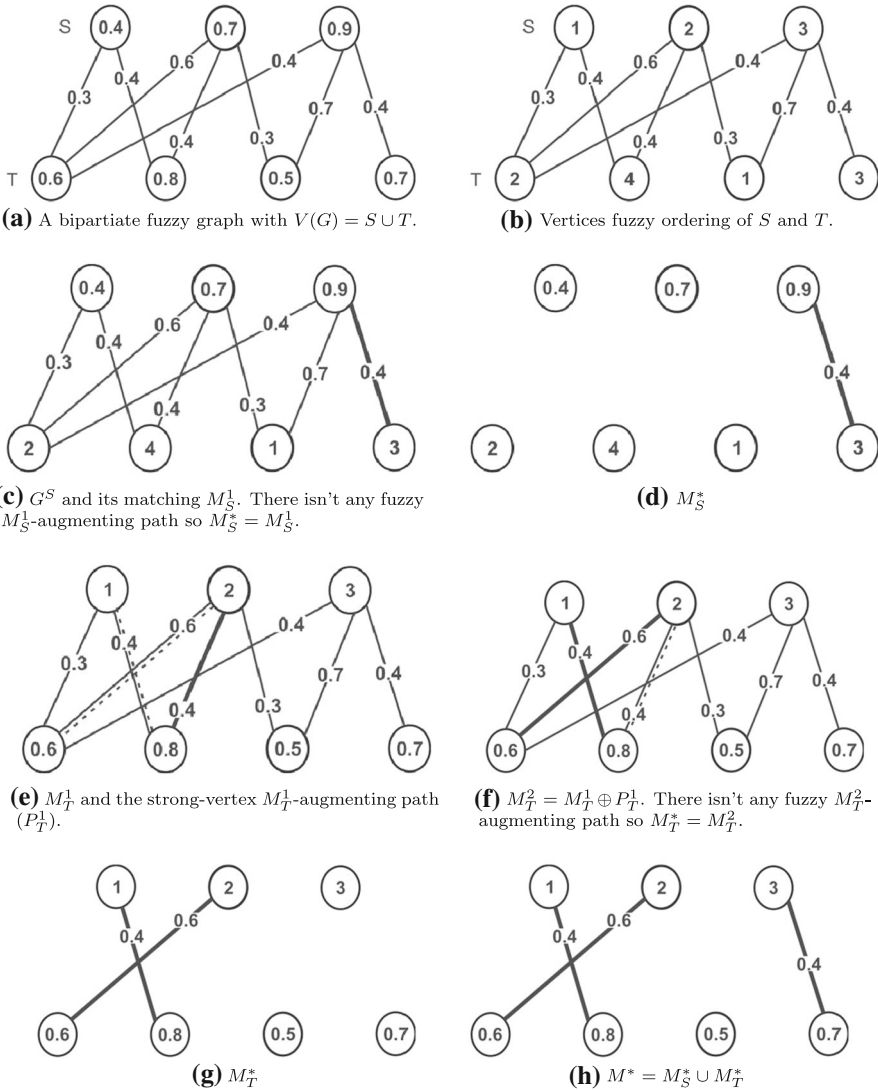 S 0.4 0.7 0.9
0.3 0.4 0.6 0.4 0.4 0.3 0.7 0.4
T 0.6 0.8 0.5 0.7
(a) A bipartiate fuzzy graph with V(G) = S ∪ T.
S 1 2 3
0.3 0.4 0.6 0.4 0.4 0.3 0.7 0.4
T 2 4 1 3
(b) Vertices fuzzy ordering of S and T.
0.4 0.7 0.9
0.3 0.4 0.6 0.4 0.4 0.3 0.7 0.4
2 4 1 3
(c) G^S and its matching M_S^1. There isn't any fuzzy
M_S^1-augmenting path so M_S^* = M_S^1.
0.4 0.7 0.9
0.4
2 4 1 3
(d) M_S^*
1 2 3
0.3 0.4 0.6 0.4 0.4 0.3 0.7 0.4
0.6 0.8 0.5 0.7
(e) M_T^1 and the strong-vertex M_T^1-augmenting path
(P_T^1).
1 2 3
0.3 0.4 0.6 0.4 0.4 0.3 0.7 0.4
0.6 0.8 0.5 0.7
(f) M_T^2 = M_T^1 ⊕ P_T^1. There isn't any fuzzy M_T^2-
augmenting path so M_T^* = M_T^2.
1 2 3
0.4 0.6
0.6 0.8 0.5 0.7
(g) M_T^*
1 2 3
0.4 0.6 0.4
0.6 0.8 0.5 0.7
(h) M^* = M_S^* ∪ M_T^*